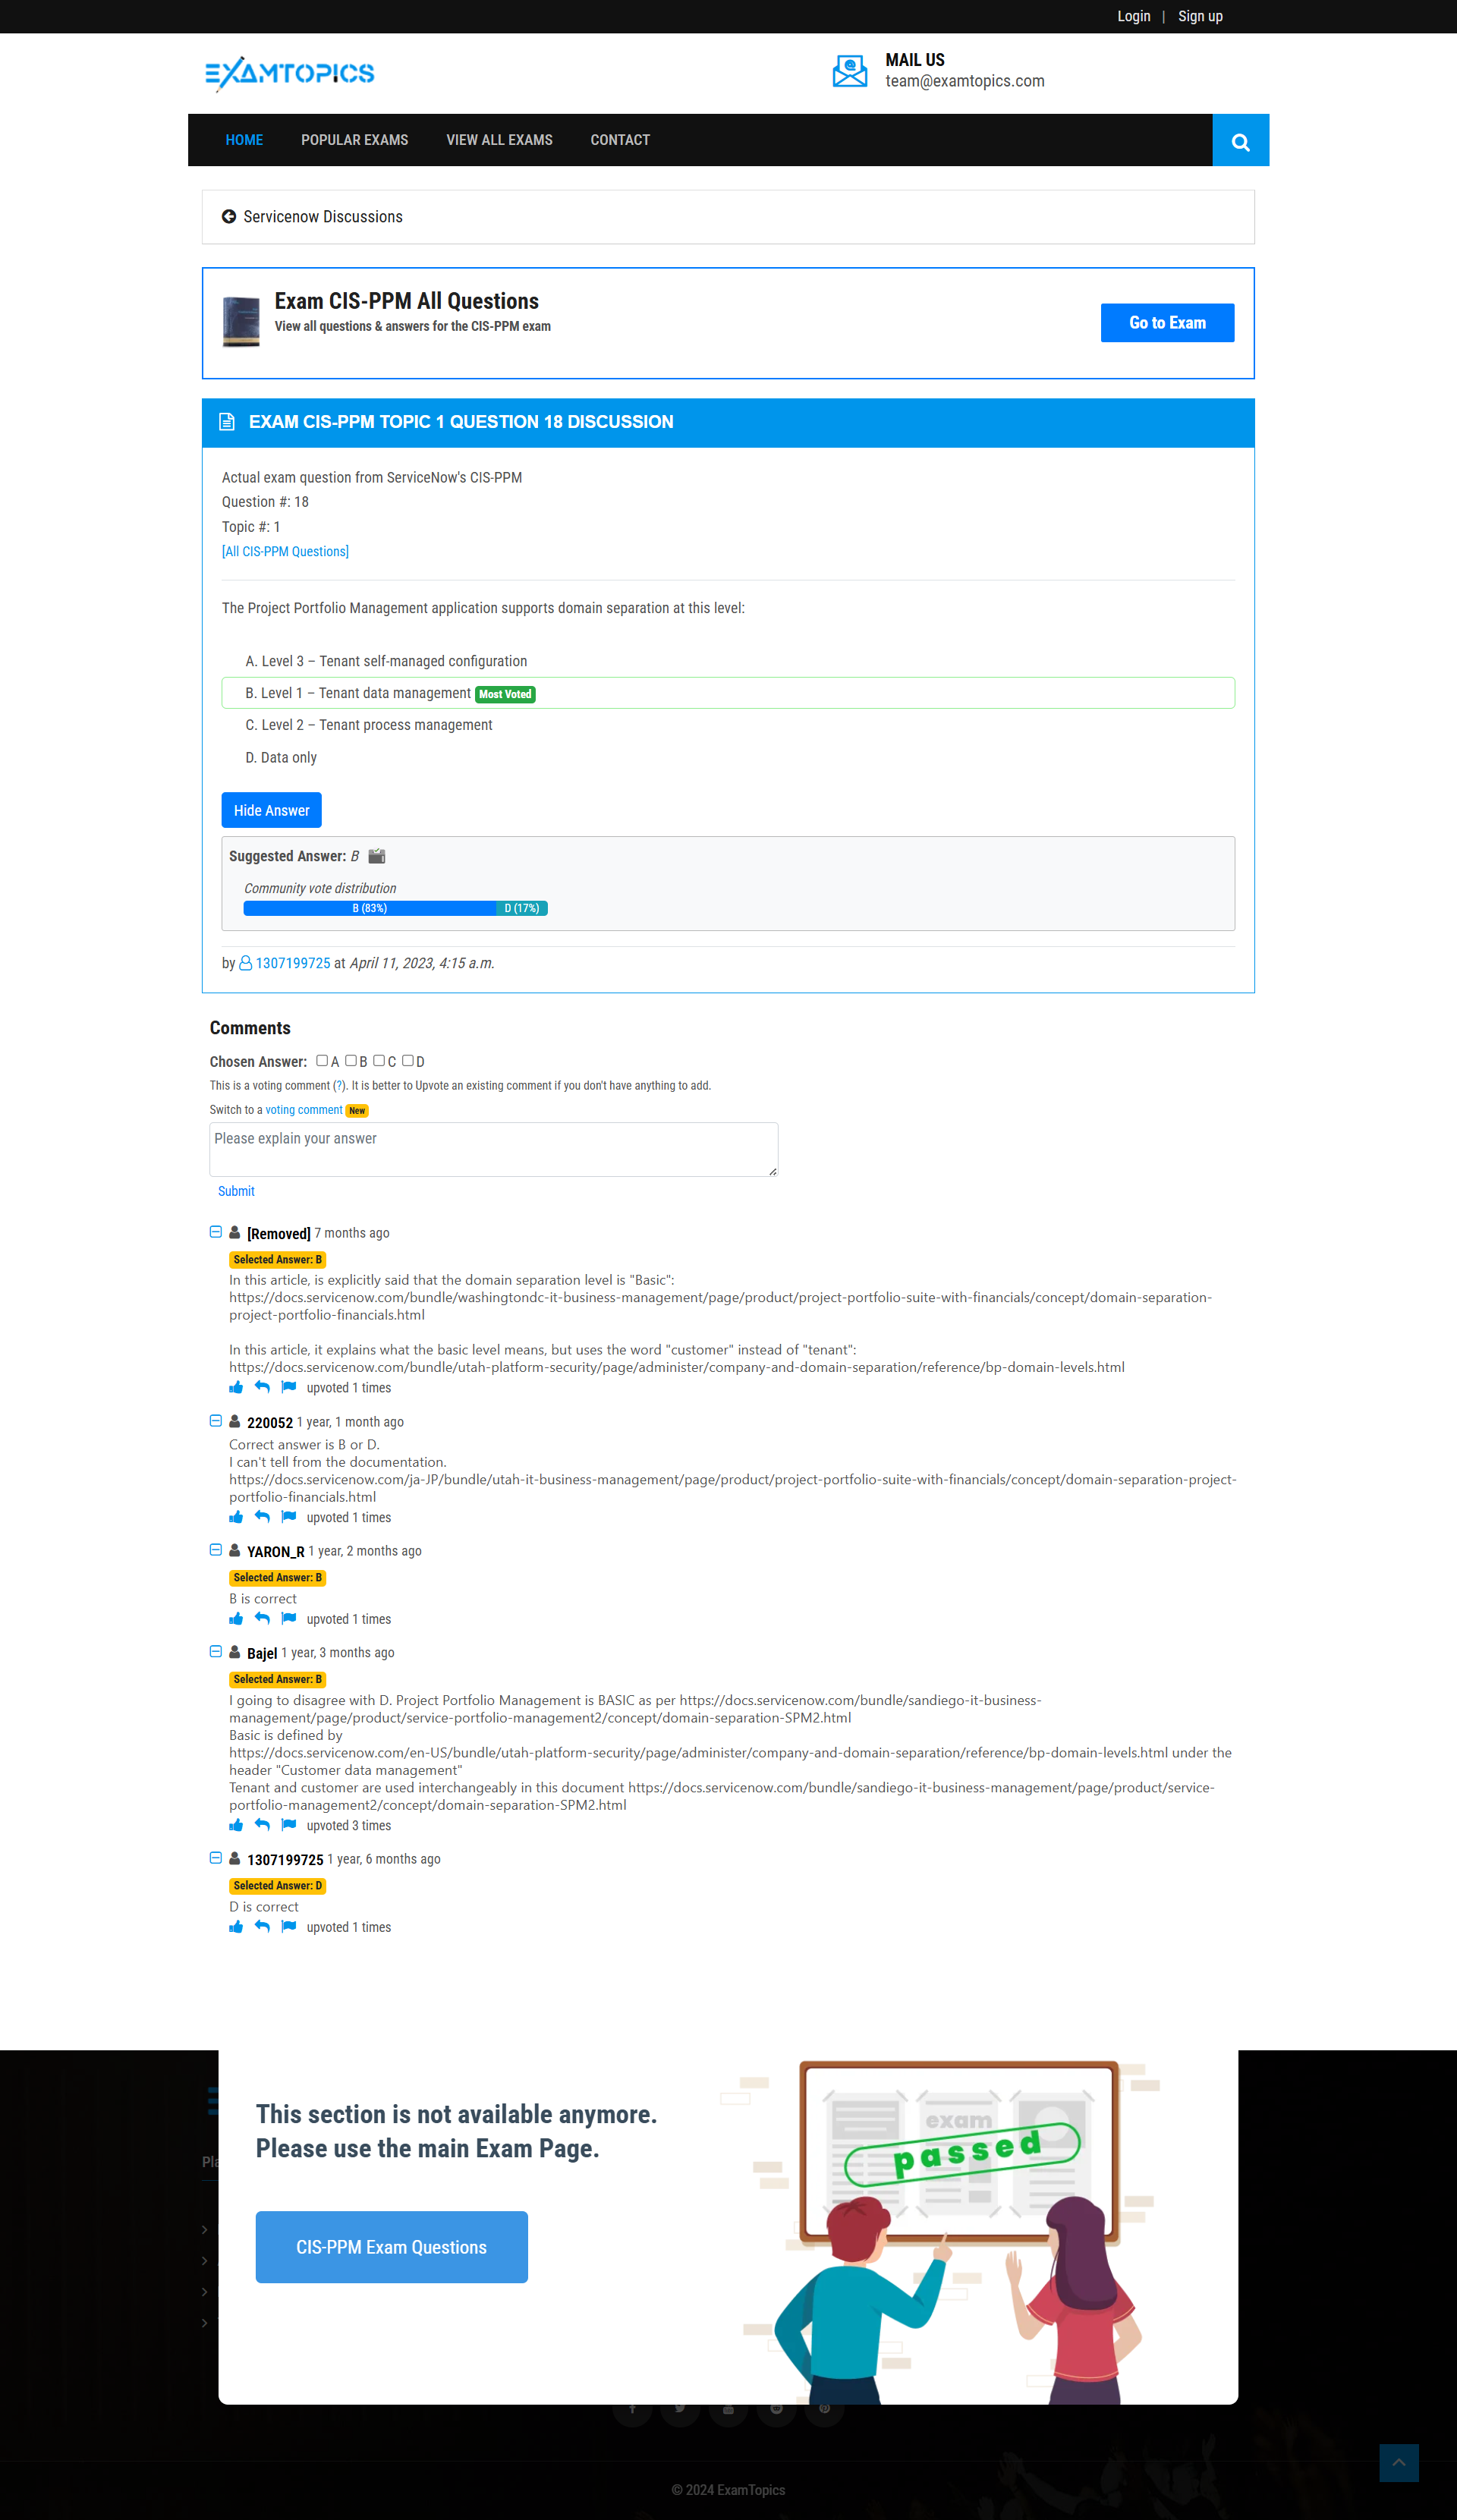 Login | Sign up
EXAMTOPICS
MAIL US
team@examtopics.com
HOME POPULAR EXAMS VIEW ALL EXAMS CONTACT
Servicenow Discussions
Exam CIS-PPM All Questions
View all questions & answers for the CIS-PPM exam
Go to Exam
EXAM CIS-PPM TOPIC 1 QUESTION 18 DISCUSSION
Actual exam question from ServiceNow's CIS-PPM
Question #: 18
Topic #: 1
[All CIS-PPM Questions]
The Project Portfolio Management application supports domain separation at this level:
A. Level 3 – Tenant self-managed configuration
B. Level 1 – Tenant data management Most Voted
C. Level 2 – Tenant process management
D. Data only
Hide Answer
Suggested Answer: B
Community vote distribution
B (83%) D (17%)
by 1307199725 at April 11, 2023, 4:15 a.m.
Comments
Chosen Answer: A B C D
This is a voting comment (?). It is better to Upvote an existing comment if you don't have anything to add.
Switch to a voting comment New
Please explain your answer
Submit
[Removed] 7 months ago
Selected Answer: B
In this article, is explicitly said that the domain separation level is "Basic":
https://docs.servicenow.com/bundle/washingtondc-it-business-management/page/product/project-portfolio-suite-with-financials/concept/domain-separation-
project-portfolio-financials.html
In this article, it explains what the basic level means, but uses the word "customer" instead of "tenant":
https://docs.servicenow.com/bundle/utah-platform-security/page/administer/company-and-domain-separation/reference/bp-domain-levels.html
upvoted 1 times
220052 1 year, 1 month ago
Correct answer is B or D.
I can't tell from the documentation.
https://docs.servicenow.com/ja-JP/bundle/utah-it-business-management/page/product/project-portfolio-suite-with-financials/concept/domain-separation-project-
portfolio-financials.html
upvoted 1 times
YARON_R 1 year, 2 months ago
Selected Answer: B
B is correct
upvoted 1 times
Bajel 1 year, 3 months ago
Selected Answer: B
I going to disagree with D. Project Portfolio Management is BASIC as per https://docs.servicenow.com/bundle/sandiego-it-business-
management/page/product/service-portfolio-management2/concept/domain-separation-SPM2.html
Basic is defined by
https://docs.servicenow.com/en-US/bundle/utah-platform-security/page/administer/company-and-domain-separation/reference/bp-domain-levels.html under the
header "Customer data management"
Tenant and customer are used interchangeably in this document https://docs.servicenow.com/bundle/sandiego-it-business-management/page/product/service-
portfolio-management2/concept/domain-separation-SPM2.html
upvoted 3 times
1307199725 1 year, 6 months ago
Selected Answer: D
D is correct
upvoted 1 times
This section is not available anymore.
Please use the main Exam Page.
CIS-PPM Exam Questions
exam
passed
© 2024 ExamTopics